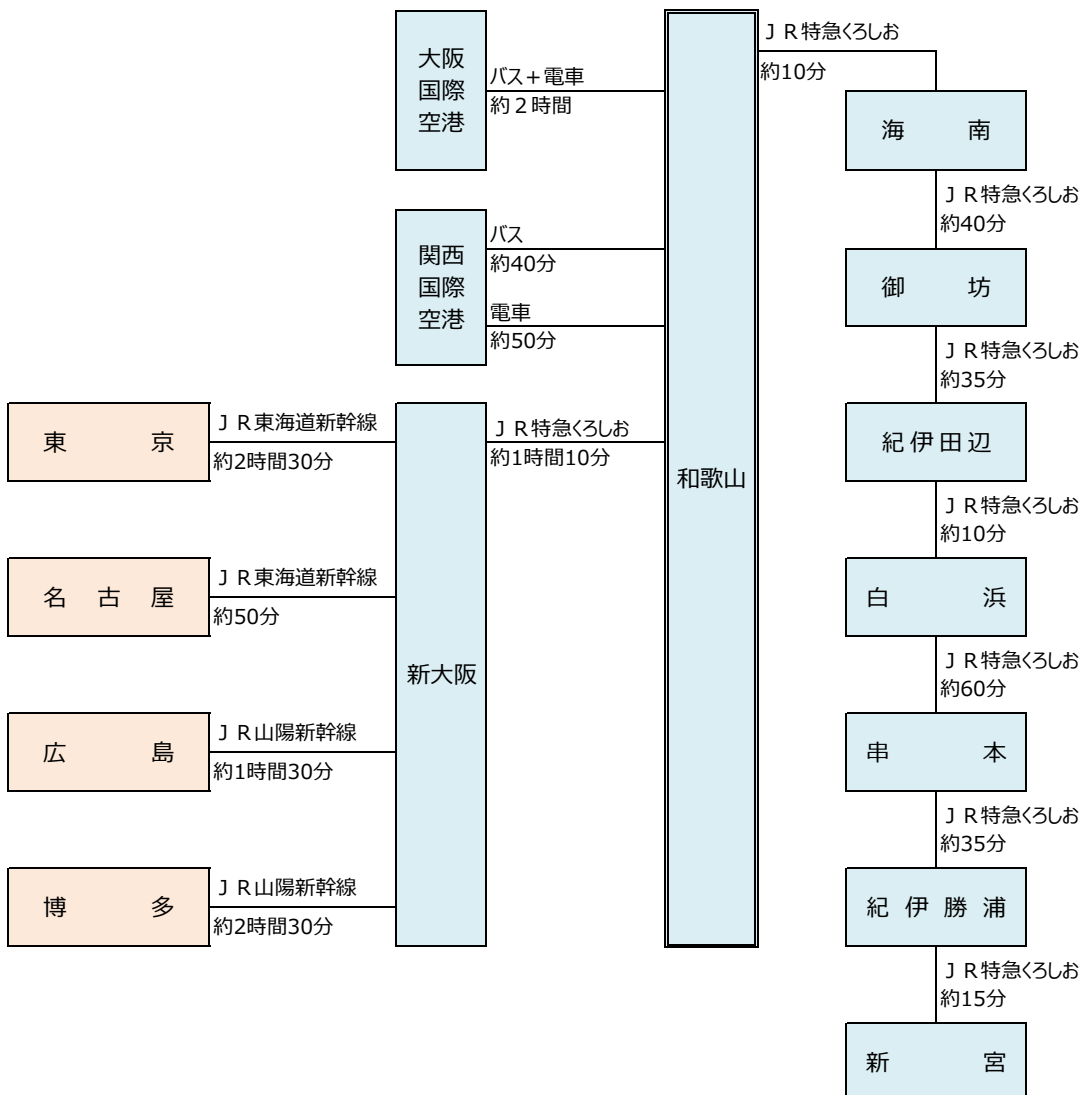 大阪
国際
空港
バス+電車
約2時間
関西
国際
空港
バス
約40分
電車
約50分
東京
JR東海道新幹線
約2時間30分
名古屋
JR東海道新幹線
約50分
広島
JR山陽新幹線
約1時間30分
博多
JR山陽新幹線
約2時間30分
新大阪
JR特急くろしお
約1時間10分
和歌山
JR特急くろしお
約10分
海南
JR特急くろしお
約40分
御坊
JR特急くろしお
約35分
紀伊田辺
JR特急くろしお
約10分
白浜
JR特急くろしお
約60分
串本
JR特急くろしお
約35分
紀伊勝浦
JR特急くろしお
約15分
新宮